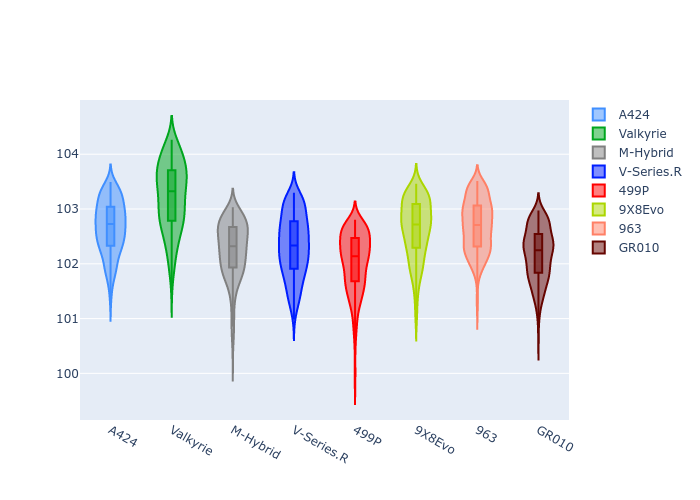 104
103
102
101
100
A424
Valkyrie
M-Hybrid
V-Series.R
499P
9X8Evo
963
GR010
A424
Valkyrie
M-Hybrid
V-Series.R
499P
9X8Evo
963
GR010